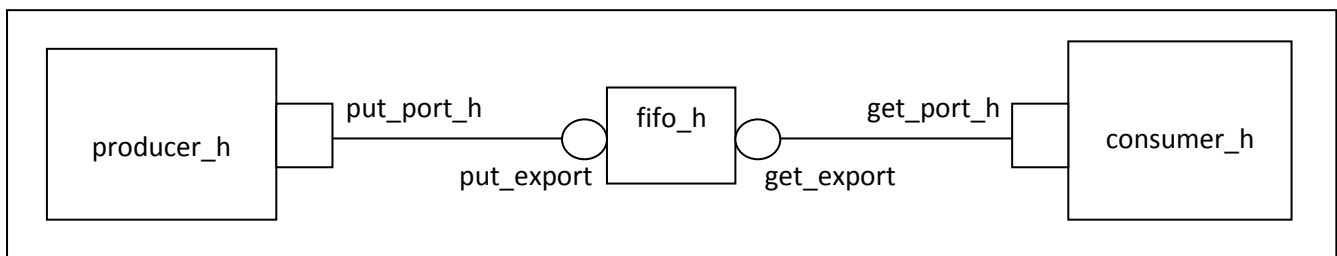 producer_h
put_port_h
put_export
fifo_h
get_port_h
get_export
consumer_h